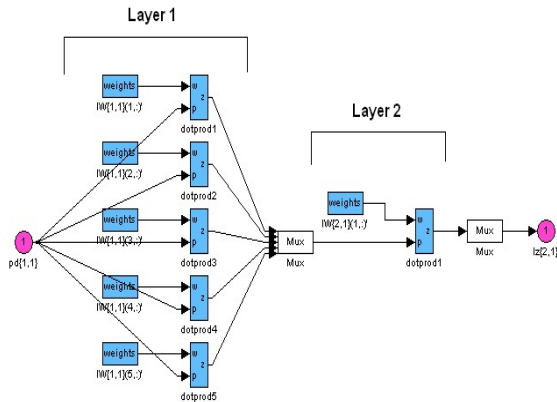 Layer 1
weights
w
z
p
IW{1,1}(1,:)'
dotprod1
Layer 2
weights
w
z
p
IW{1,1}(2,:)'
dotprod2
weights
IW{2,1}(1,:)'
w
z
p
dotprod1
weights
w
z
p
IW{1,1}(3,:)'
dotprod3
1
pd{1,1}
Mux
Mux
Mux
Mux
1
lz{2,1}
weights
w
z
p
IW{1,1}(4,:)'
dotprod4
weights
w
z
p
IW{1,1}(5,:)'
dotprod5